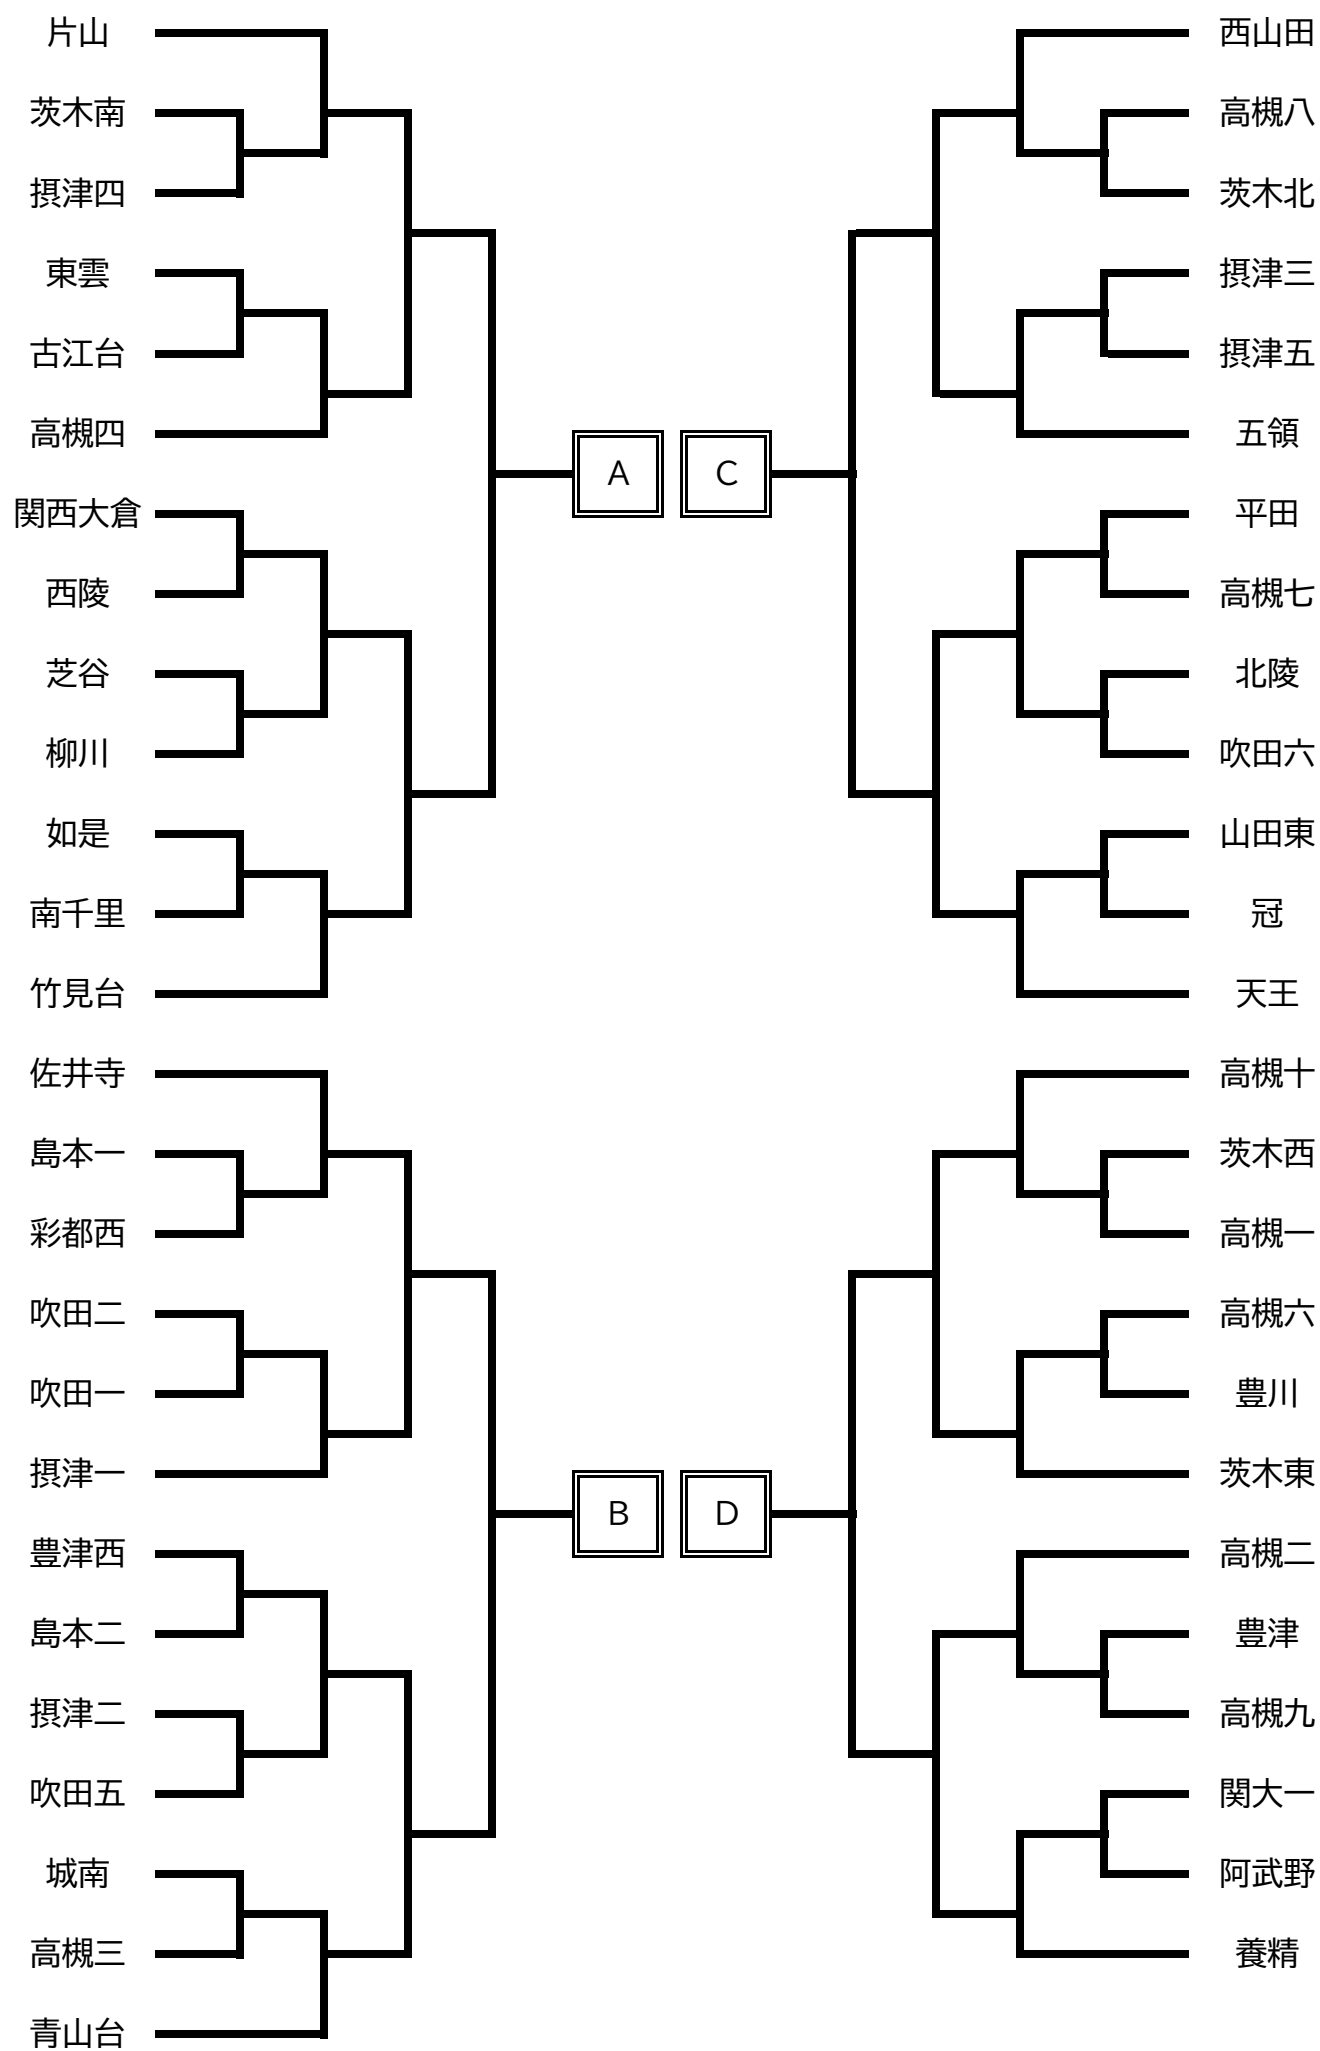 片山
茨木南
摂津四
東雲
古江台
高槻四
関西大倉
西陵
芝谷
柳川
如是
南千里
竹見台
佐井寺
島本一
彩都西
吹田二
吹田一
摂津一
豊津西
島本二
摂津二
吹田五
城南
高槻三
青山台
A
B
C
D
西山田
高槻八
茨木北
摂津三
摂津五
五領
平田
高槻七
北陵
吹田六
山田東
冠
天王
高槻十
茨木西
高槻一
高槻六
豊川
茨木東
高槻二
豊津
高槻九
関大一
阿武野
養精